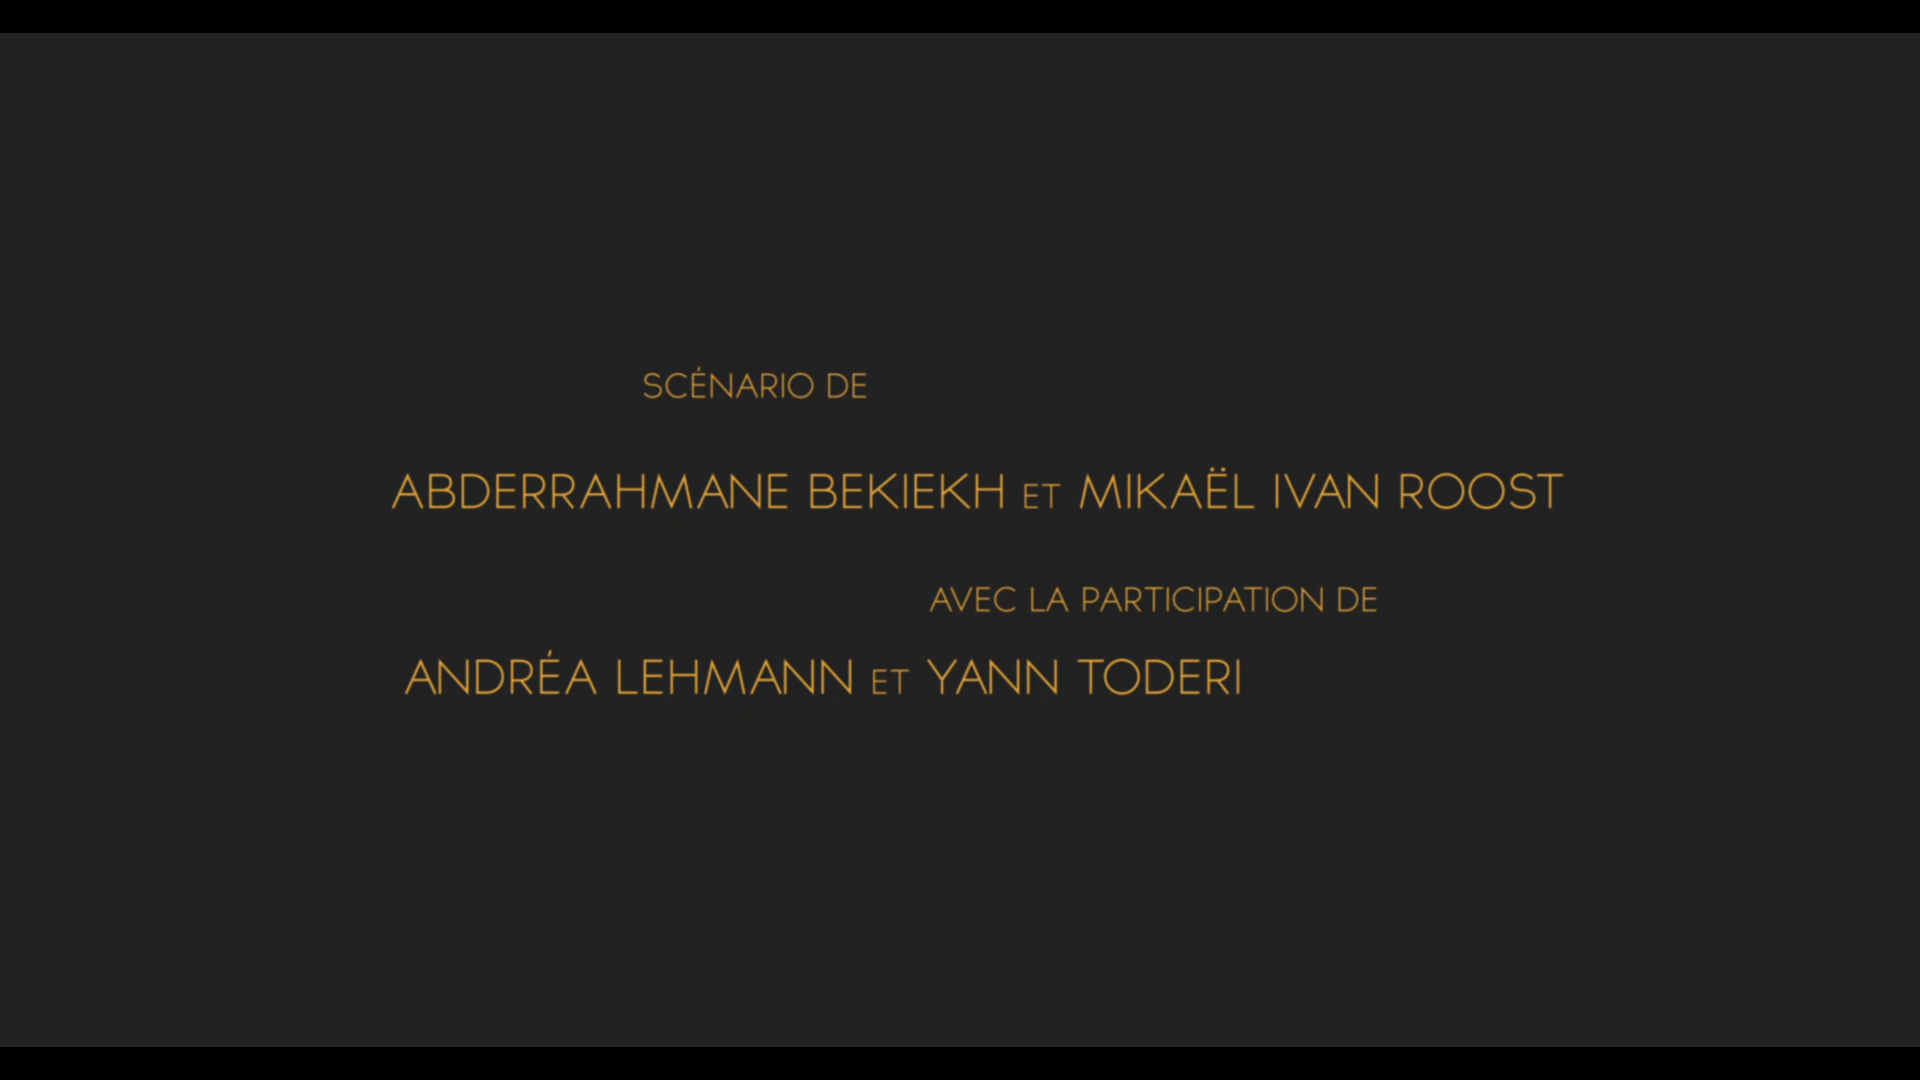 SCÉNARIO DE
ABDERRAHMANE BEKIEKH ET MIKAËL IVAN ROOST
AVEC LA PARTICIPATION DE
ANDRÉA LEHMANN ET YANN TODERI